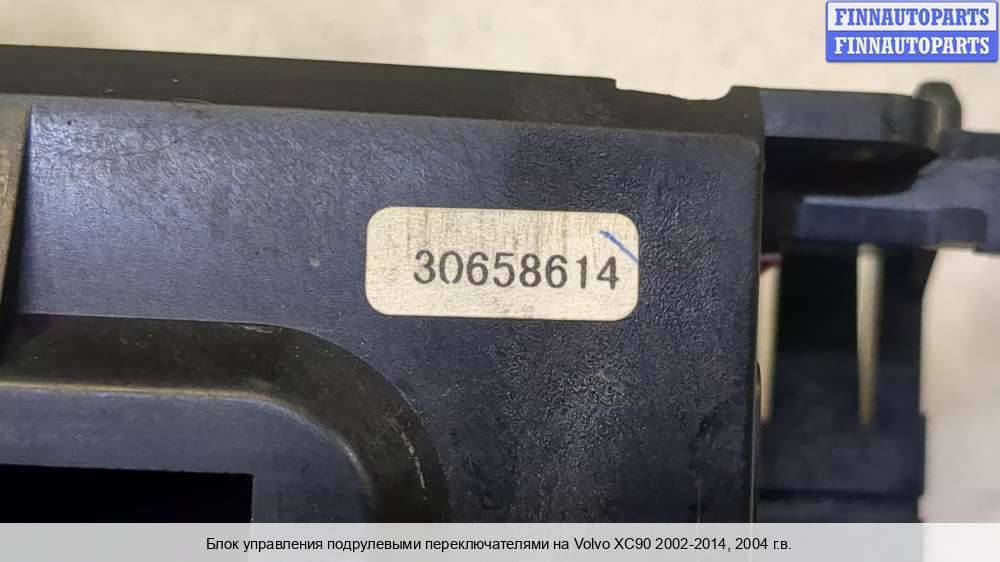 FINNAUTOPARTS
FINNAUTOPARTS
30658614
Блок управления подрулевыми переключателями на Volvo XC90 2002-2014, 2004 г.в.